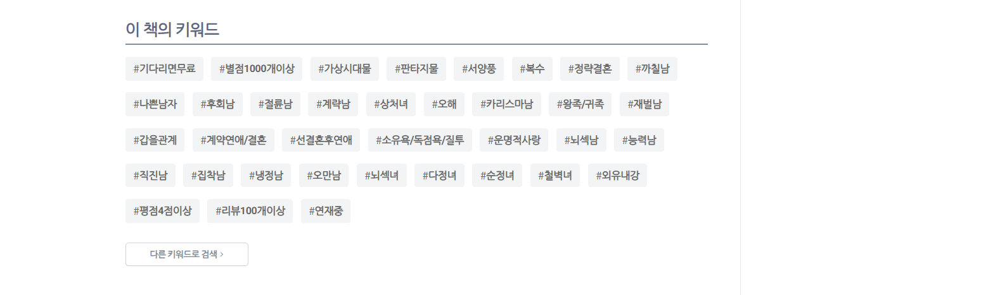 이 책의 키워드
#기다리면무료 #별점1000개이상 #가상시대물 #판타지물 #서양풍 #복수 #정략결혼 #까칠남
#나쁜남자 #후회남 #절륜남 #계략남 #상처녀 #오해 #카리스마남 #왕족/귀족 #재벌남
#갑을관계 #계약연애/결혼 #선결혼후연애 #소유욕/독점욕/질투 #운명적사랑 #뇌섹남 #능력남
#직진남 #집착남 #냉정남 #오만남 #뇌섹녀 #다정녀 #순정녀 #철벽녀 #외유내강
#평점4점이상 #리뷰100개이상 #연재중
다른 키워드로 검색 >